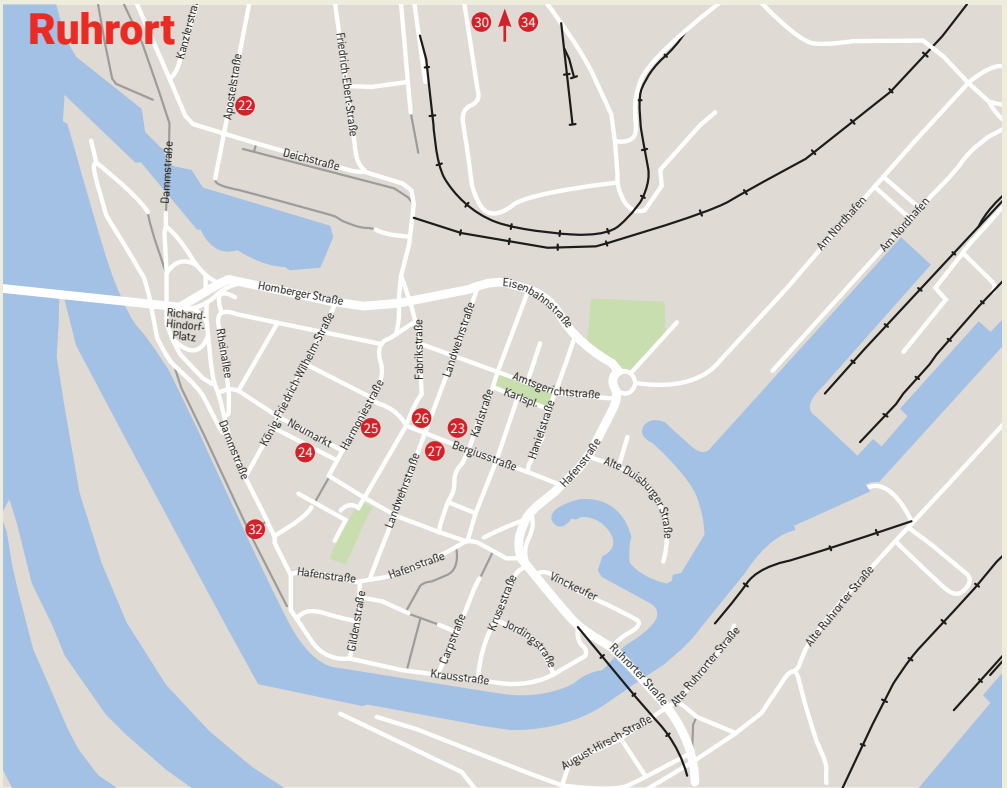 Ruhrort
30
34
Kanzlerstra
Apostelstraße
22
Friedrich-Ebert-Straße
Dammstraße
Deichstraße
Am Nordhafen
Am Nordhafen
Homberger Straße
Eisenbahnstraße
Richard-
Hindorf-
Platz
Rheinallee
König-Friedrich-Wilhelm-Straße
Fabrikstraße
Landwehrstraße
Amtsgerichtstraße
Karlspl.
Harmoniestraße
Karlstraße
Hanielstraße
26
25
23
24
27
Neumarkt
Dammstraße
Bergiusstraße
Hafenstraße
Alte Duisburger Straße
Landwehrstraße
32
Hafenstraße
Hafenstraße
Vinckeufer
Gildenstraße
Krusestraße
Carpstraße
Jordingstraße
Krausstraße
Ruhrorter Straße
Alte Ruhrorter Straße
Alte Ruhrorter Straße
August-Hirsch-Straße